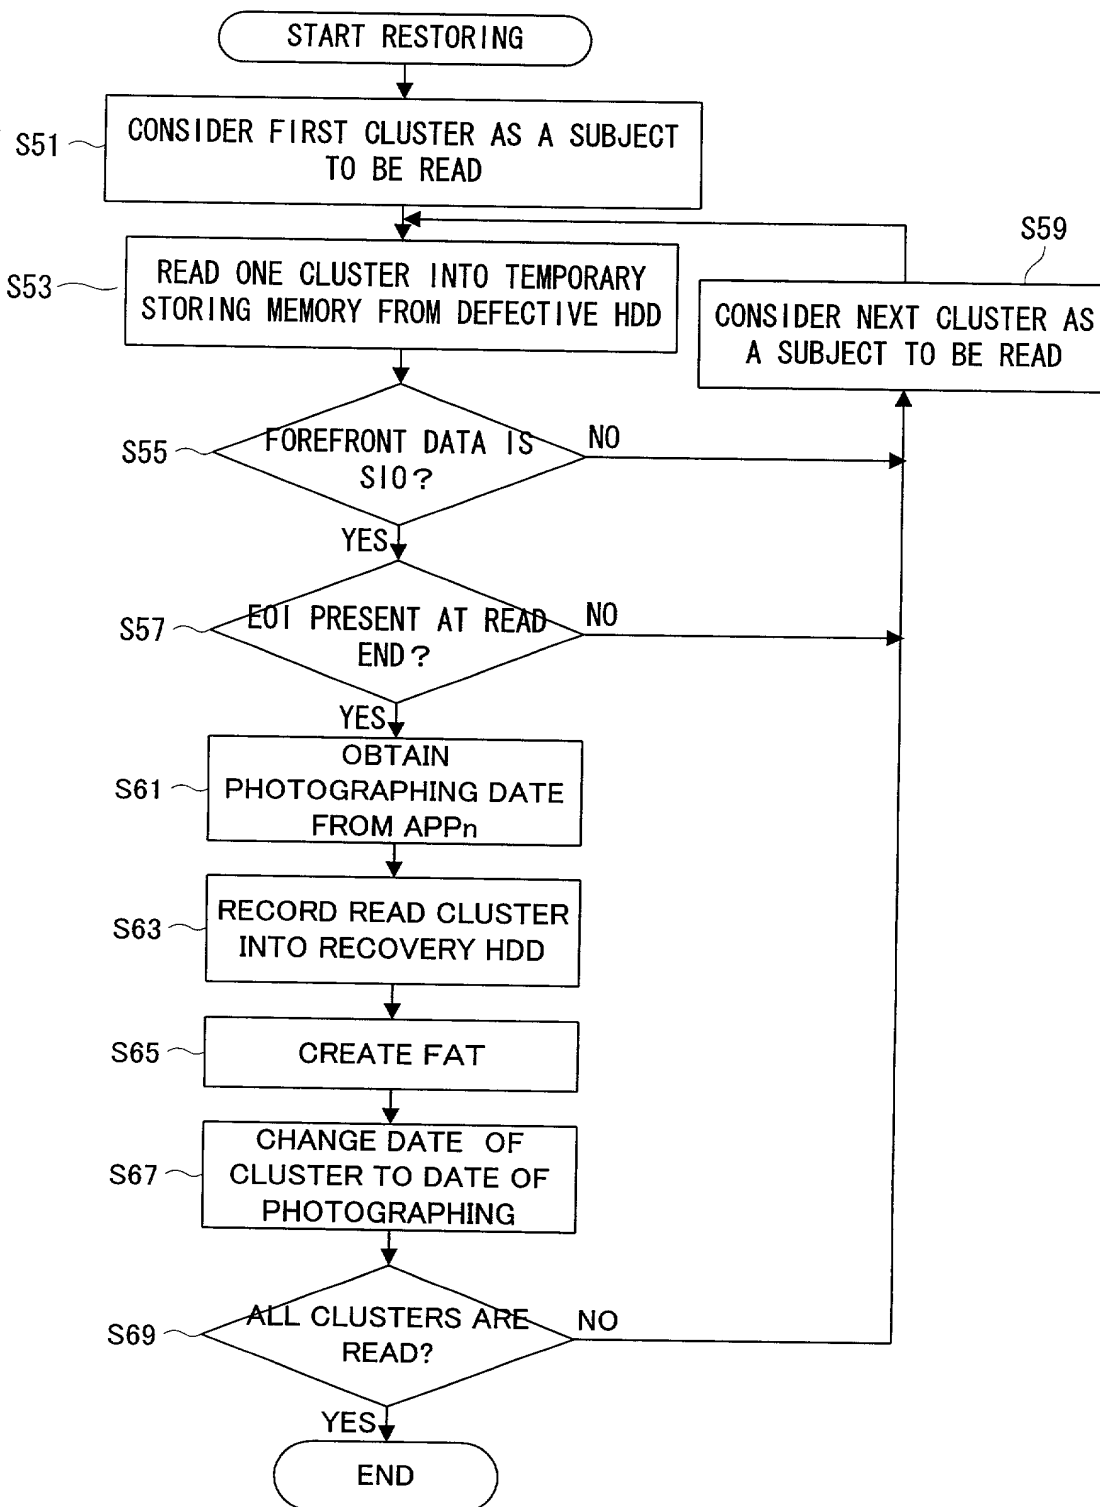 START RESTORING
S51
CONSIDER FIRST CLUSTER AS A SUBJECT
TO BE READ
S59
S53
READ ONE CLUSTER INTO TEMPORARY
STORING MEMORY FROM DEFECTIVE HDD
CONSIDER NEXT CLUSTER AS
A SUBJECT TO BE READ
S55
FOREFRONT DATA IS
SIO?
NO
YES
S57
EOI PRESENT AT READ
END?
NO
YES
S61
OBTAIN
PHOTOGRAPHING DATE
FROM APPn
S63
RECORD READ CLUSTER
INTO RECOVERY HDD
S65
CREATE FAT
S67
CHANGE DATE OF
CLUSTER TO DATE OF
PHOTOGRAPHING
S69
ALL CLUSTERS ARE
READ?
NO
YES
END